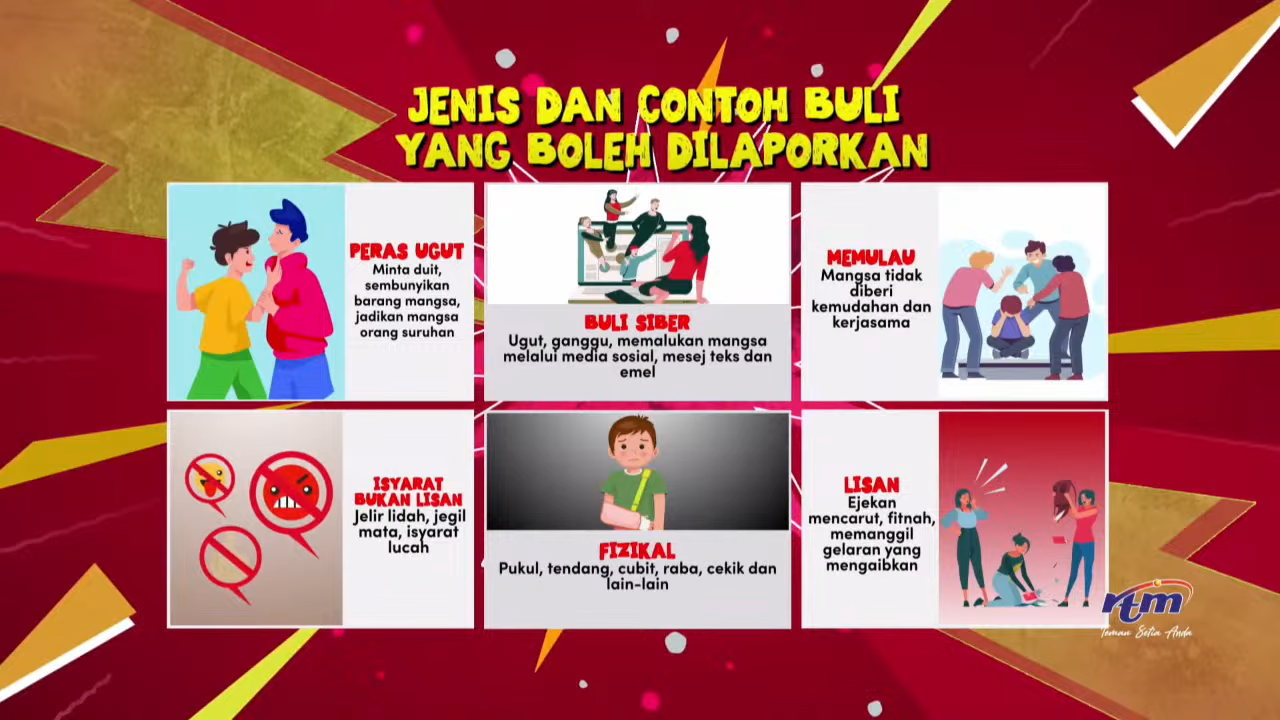 JENIS DAN CONTOH BULI
YANG BOLEH DILAPORKAN
PERAS UGUT
Minta duit,
sembunyikan
barang mangsa,
jadikan mangsa
orang suruhan
BULI SIBER
Ugut, ganggu, memalukan mangsa
melalui media sosial, mesej teks dan
emel
MEMULAU
Mangsa tidak
diberi
kemudahan dan
kerjasama
ISYARAT
BUKAN LISAN
Jelir lidah, jegil
mata, isyarat
lucah
FIZIKAL
Pukul, tendang, cubit, raba, cekik dan
lain-lain
LISAN
Ejekan
mencarut, fitnah,
memanggil
gelaran yang
mengaibkan
rtm
Teman Setia Anda